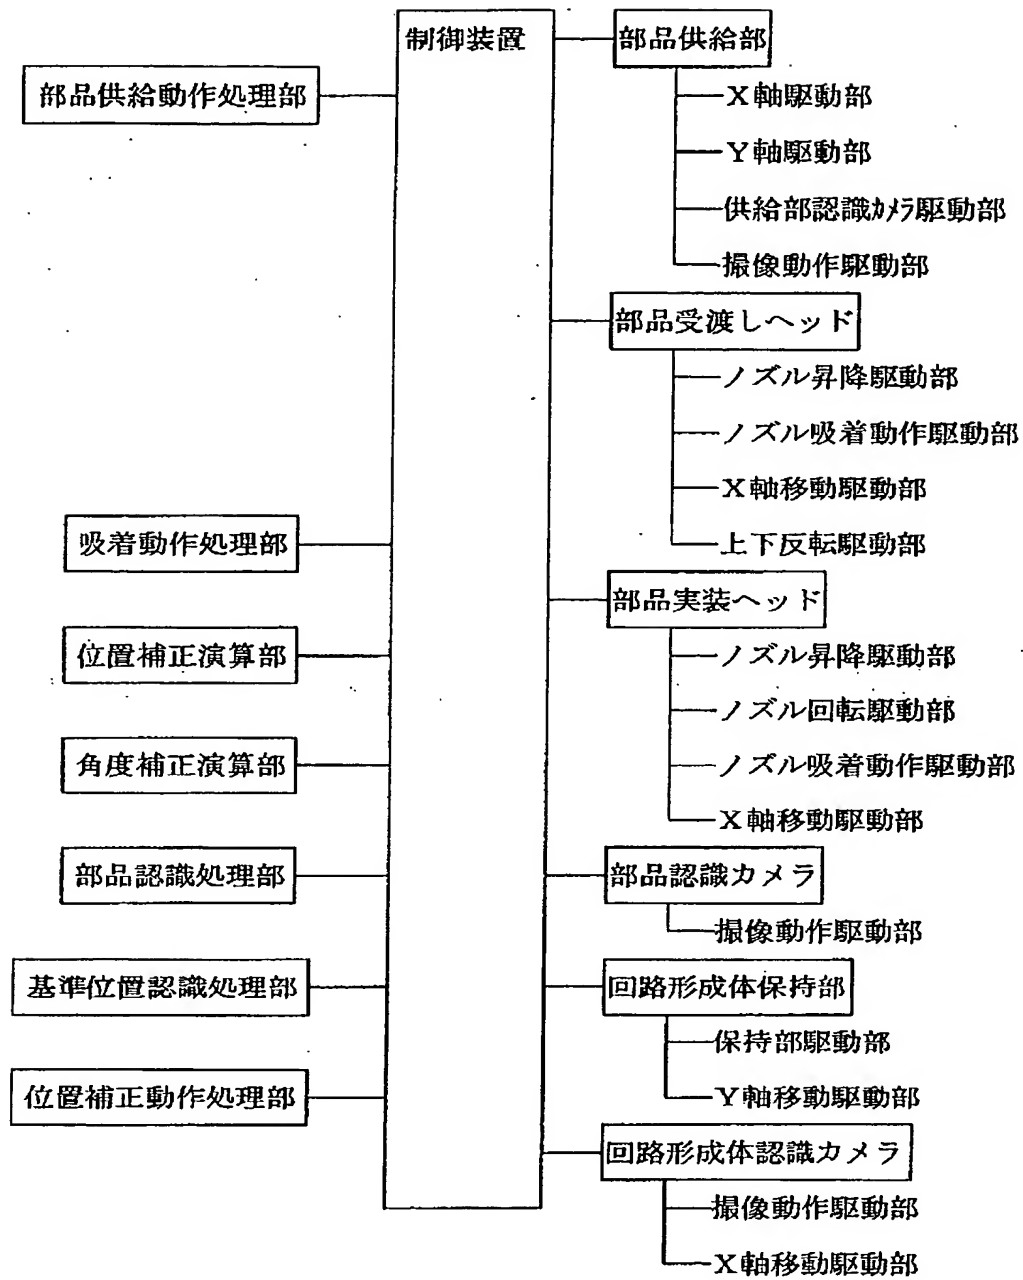 制御装置
部品供給動作処理部
吸着動作処理部
位置補正演算部
角度補正演算部
部品認識処理部
基準位置認識処理部
位置補正動作処理部
部品供給部
X軸駆動部
Y軸駆動部
供給部認識ｶﾒﾗ駆動部
撮像動作駆動部
部品受渡しヘッド
ノズル昇降駆動部
ノズル吸着動作駆動部
X軸移動駆動部
上下反転駆動部
部品実装ヘッド
ノズル昇降駆動部
ノズル回転駆動部
ノズル吸着動作駆動部
X軸移動駆動部
部品認識カメラ
撮像動作駆動部
回路形成体保持部
保持部駆動部
Y軸移動駆動部
回路形成体認識カメラ
撮像動作駆動部
X軸移動駆動部